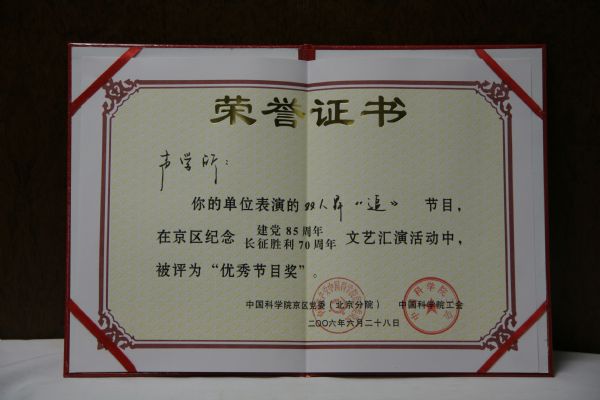 荣誉证书
声学所:
你的单位表演的双人舞《追》 节目,
在京区纪念 建党85周年 长征胜利70周年 文艺汇演活动中,
被评为“优秀节目奖”。
中国科学院京区党委(北京分院) 中国科学院工会
二〇〇六年六月二十八日